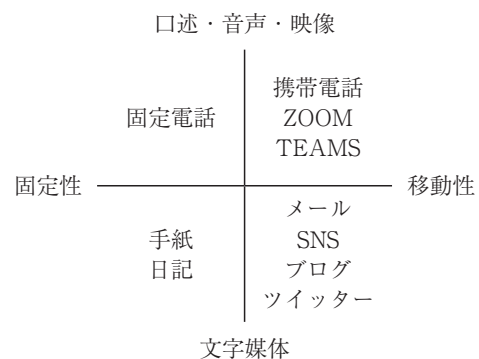 口述・音声・映像
携帯電話
固定電話
ZOOM
TEAMS
固定性
移動性
メール
手紙
SNS
日記
ブログ
ツイッター
文字媒体